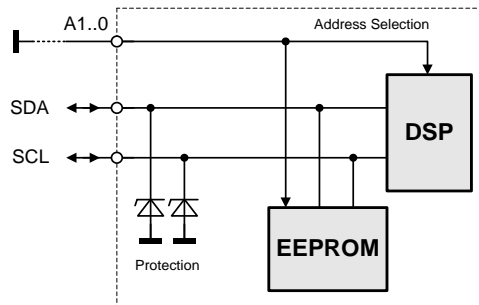 A1..0
Address Selection
SDA
DSP
SCL
EEPROM
Protection